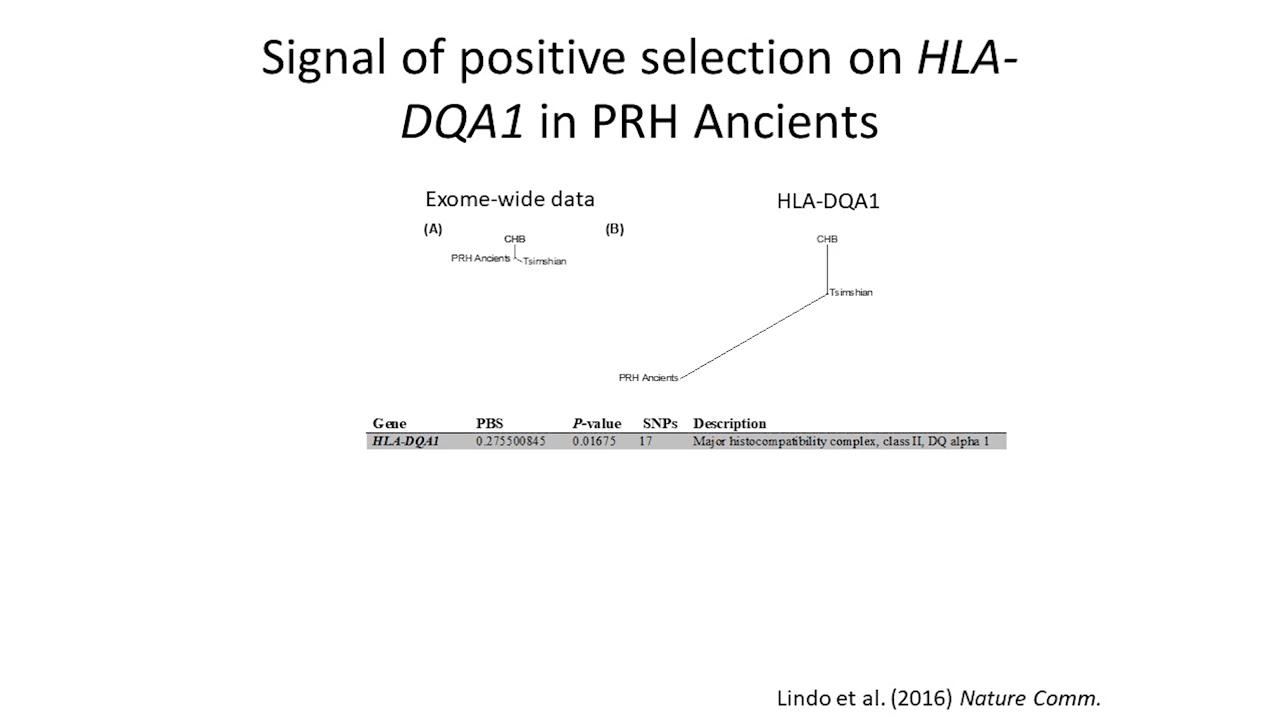 Signal of positive selection on HLA-
DQA1 in PRH Ancients
Exome-wide data
HLA-DQA1
(A)
(B)
CHB
PRH Ancients
Tsimshian
CHB
Tsimshian
PRH Ancients
Gene PBS P-value SNPs Description
HLA-DQA1 0.275500845 0.01675 17 Major histocompatibility complex, class II, DQ alpha 1
Lindo et al. (2016) Nature Comm.